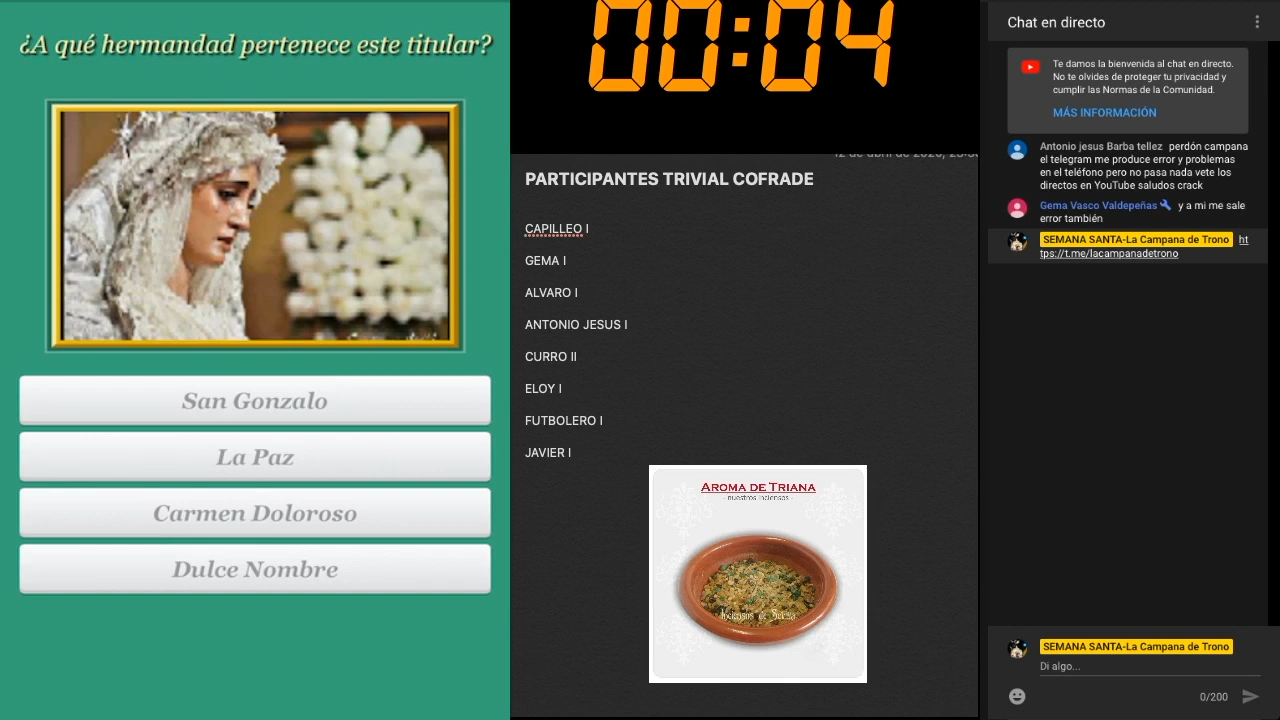 ¿A qué hermandad pertenece este titular?
San Gonzalo
La Paz
Carmen Doloroso
Dulce Nombre
00:04
PARTICIPANTES TRIVIAL COFRADE
CAPILLEO I
GEMA I
ALVARO I
ANTONIO JESUS I
CURRO II
ELOY I
FUTBOLERO I
JAVIER I
AROMA DE TRIANA
- nuestros inciensos -
Inciensos de Sevilla
Chat en directo
Te damos la bienvenida al chat en directo.
No te olvides de proteger tu privacidad y
cumplir las Normas de la Comunidad.
MÁS INFORMACIÓN
Antonio jesus Barba tellez perdón campana
el telegram me produce error y problemas
en el teléfono pero no pasa nada vete los
directos en YouTube saludos crack
Gema Vasco Valdepeñas y a mi me sale
error también
SEMANA SANTA-La Campana de Trono ht
tps://t.me/lacampanadetrono
SEMANA SANTA-La Campana de Trono
Di algo...
0/200